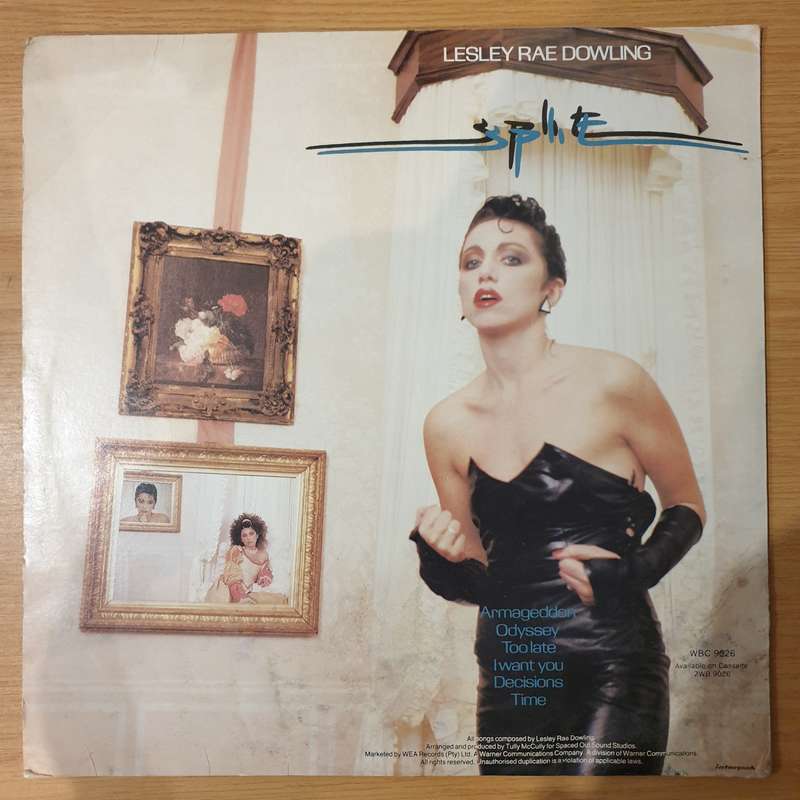 LESLEY RAE DOWLING
split
Armageddon
Odyssey
Too late
I want you
Decisions
Time
WBC 9026
Available on Cassette
2WB 9026
All songs composed by Lesley Rae Dowling.
Arranged and produced by Tully McCully for Spaced Out Sound Studios.
Marketed by WEA Records (Pty) Ltd. A Warner Communications Company. A division of Warner Communications.
All rights reserved. Unauthorised duplication is a violation of applicable laws.